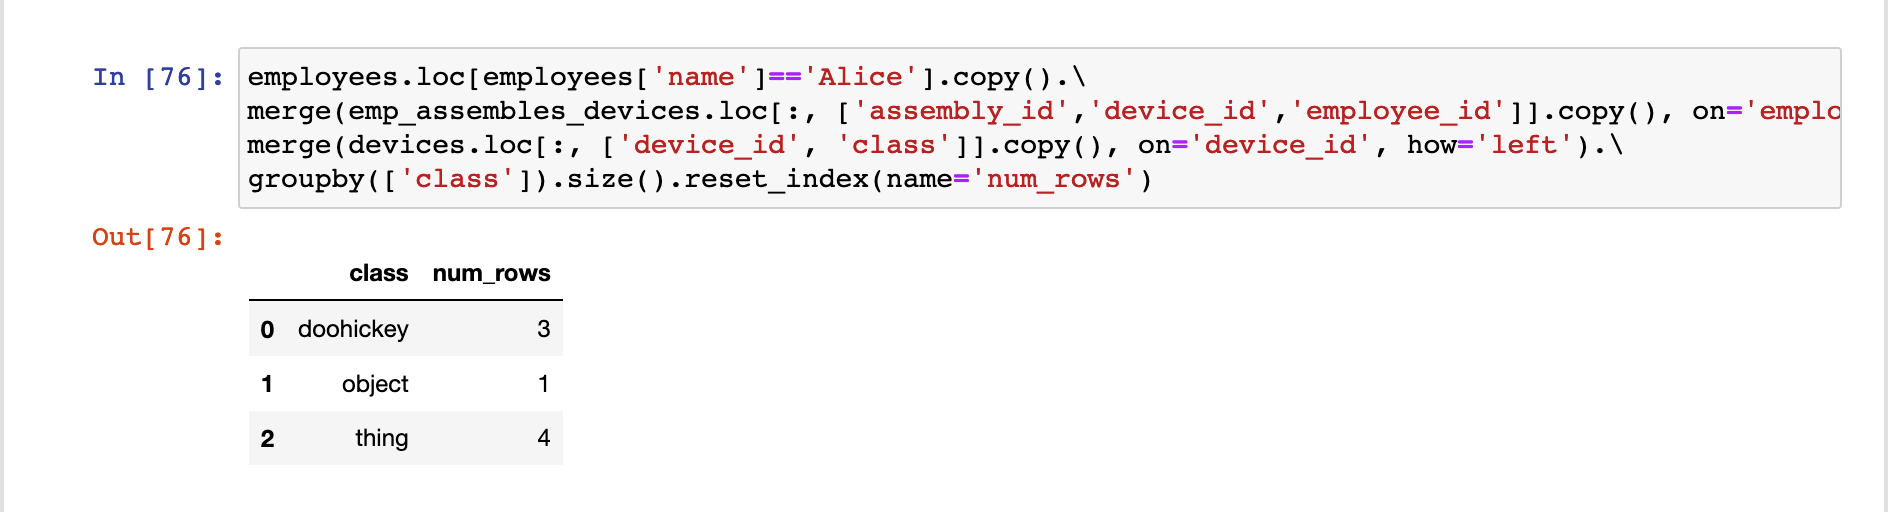 In [76]: employees.loc[employees['name']=='Alice'].copy().\
merge(emp_assembles_devices.loc[:, ['assembly_id','device_id','employee_id']].copy(), on='emplo
merge(devices.loc[:, ['device_id', 'class']].copy(), on='device_id', how='left').\
groupby(['class']).size().reset_index(name='num_rows')
Out[76]:
class num_rows
0 doohickey 3
1 object 1
2 thing 4